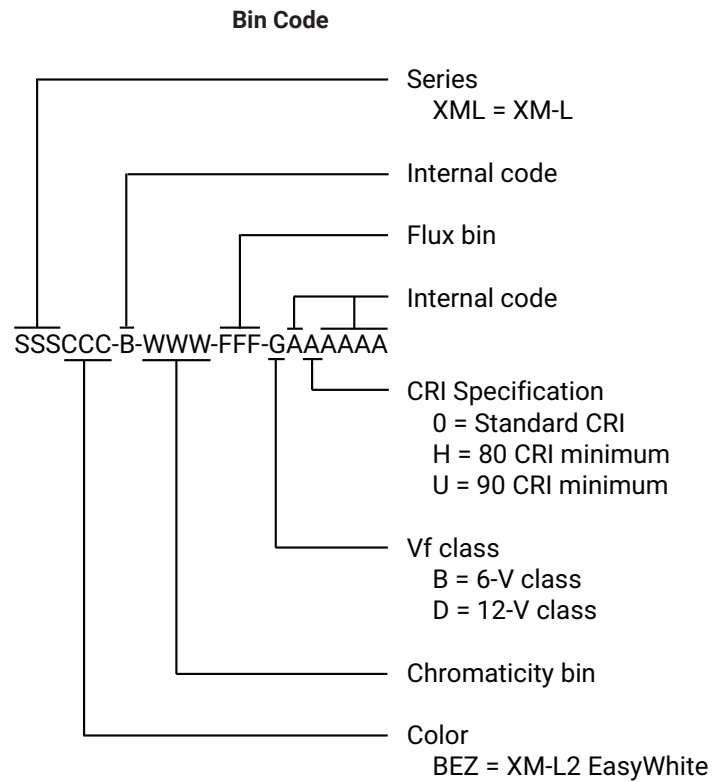 Bin Code
Series
XML = XM-L
Internal code
Flux bin
Internal code
SSSCCC-B-WWW-FFF-GAAAAAA
CRI Specification
0 = Standard CRI
H = 80 CRI minimum
U = 90 CRI minimum
Vf class
B = 6-V class
D = 12-V class
Chromaticity bin
Color
BEZ = XM-L2 EasyWhite